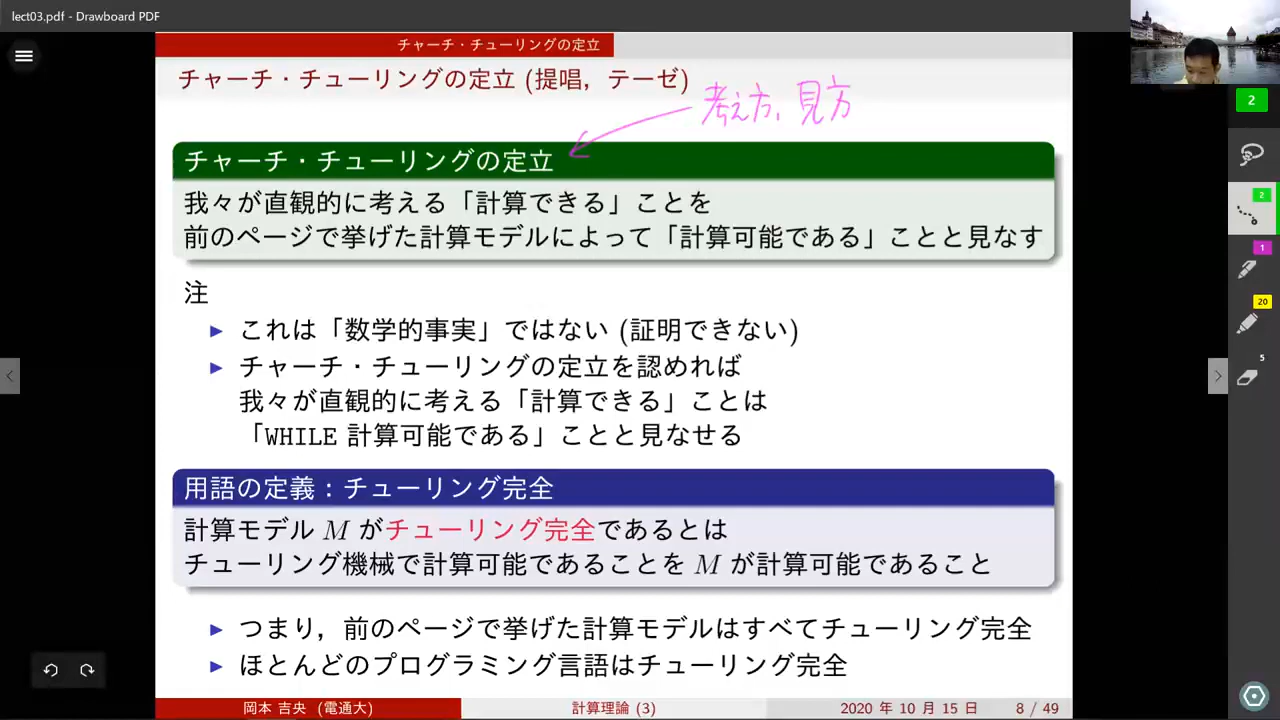 lect03.pdf - Drawboard PDF
チャーチ・チューリングの定立
チャーチ・チューリングの定立 (提唱，テーゼ)
考え方、見方
チャーチ・チューリングの定立
我々が直観的に考える「計算できる」ことを
前のページで挙げた計算モデルによって「計算可能である」ことと見なす
注
▶ これは「数学的事実」ではない (証明できない)
▶ チャーチ・チューリングの定立を認めれば
我々が直観的に考える「計算できる」ことは
「WHILE 計算可能である」ことと見なせる
用語の定義：チューリング完全
計算モデル M がチューリング完全であるとは
チューリング機械で計算可能であることを M が計算可能であること
▶ つまり，前のページで挙げた計算モデルはすべてチューリング完全
▶ ほとんどのプログラミング言語はチューリング完全
岡本 吉央 (電通大)
計算理論 (3)
2020 年 10 月 15 日
8 / 49
2
2
1
20
5